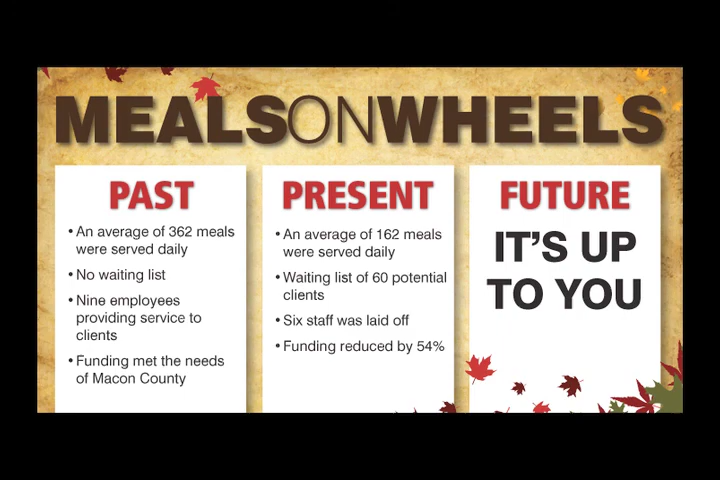 MEALSONWHEELS
PAST
• An average of 362 meals
were served daily
• No waiting list
• Nine employees
providing service to
clients
• Funding met the needs
of Macon County
PRESENT
• An average of 162 meals
were served daily
• Waiting list of 60 potential
clients
• Six staff was laid off
• Funding reduced by 54%
FUTURE
IT'S UP
TO YOU